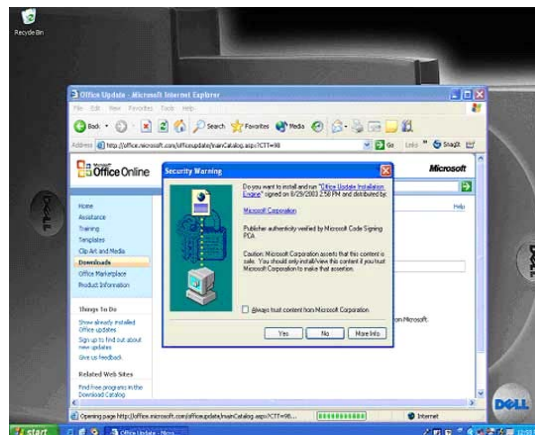 Recycle Bin
Office Update - Microsoft Internet Explorer
File Edit View Favorites Tools Help
Back Search Favorites Media
Address http://office.microsoft.com/officeupdate/mainCatalog.aspx?CTT=98 Go Links » SnagIt
Microsoft Office Online
Microsoft
Home
Assistance
Training
Templates
Clip Art and Media
Downloads
Office Marketplace
Product Information
Things To Do
Show already installed
Office updates
Sign up to find out about
new updates
Give us feedback
Related Web Sites
Find free programs in the
Download Catalog
Help
Security Warning
Do you want to install and run "Office Update Installation
Engine" signed on 8/29/2003 2:58 PM and distributed by:
Microsoft Corporation
Publisher authenticity verified by Microsoft Code Signing
PCA
Caution: Microsoft Corporation asserts that this content is
safe. You should only install/view this content if you trust
Microsoft Corporation to make that assertion.
Always trust content from Microsoft Corporation
Yes No More Info
om Microsoft.
Opening page http://office.microsoft.com/officeupdate/mainCatalog.aspx?CTT=98... Internet
DELL
DELL
start Office Update - Micro...